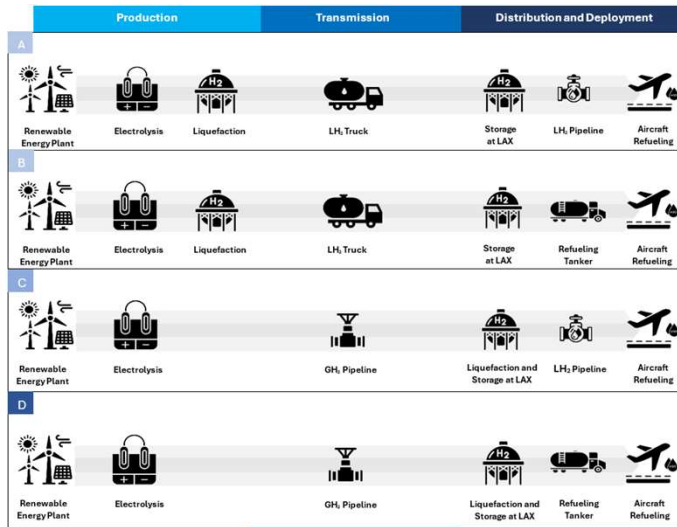 Production Transmission Distribution and Deployment
A
H2 H2
Renewable Energy Plant Electrolysis Liquefaction LH₂ Truck Storage at LAX LH₂ Pipeline Aircraft Refueling
B
H2 H2
Renewable Energy Plant Electrolysis Liquefaction LH₂ Truck Storage at LAX Refueling Tanker Aircraft Refueling
C
H2
Renewable Energy Plant Electrolysis GH₂ Pipeline Liquefaction and Storage at LAX LH₂ Pipeline Aircraft Refueling
D
H2
Renewable Energy Plant Electrolysis GH₂ Pipeline Liquefaction and Storage at LAX Refueling Tanker Aircraft Refueling